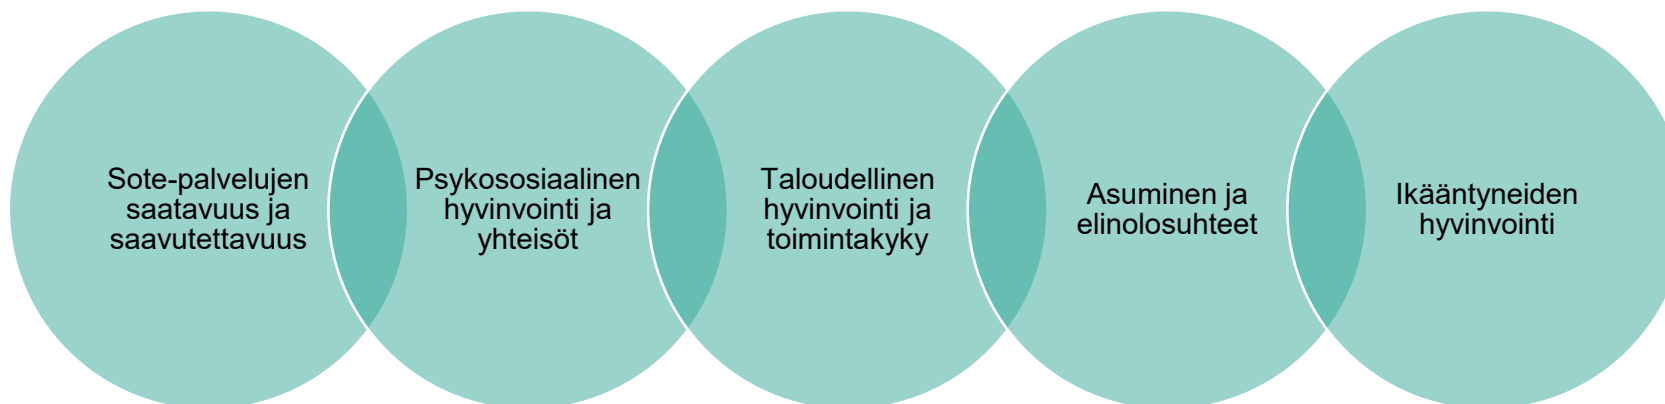 Sote-palvelujen
saatavuus ja
saavutettavuus
Psykososiaalinen
hyvinvointi ja
yhteisöt
Taloudellinen
hyvinvointi ja
toimintakyky
Asuminen ja
elinolosuhteet
Ikääntyneiden
hyvinvointi